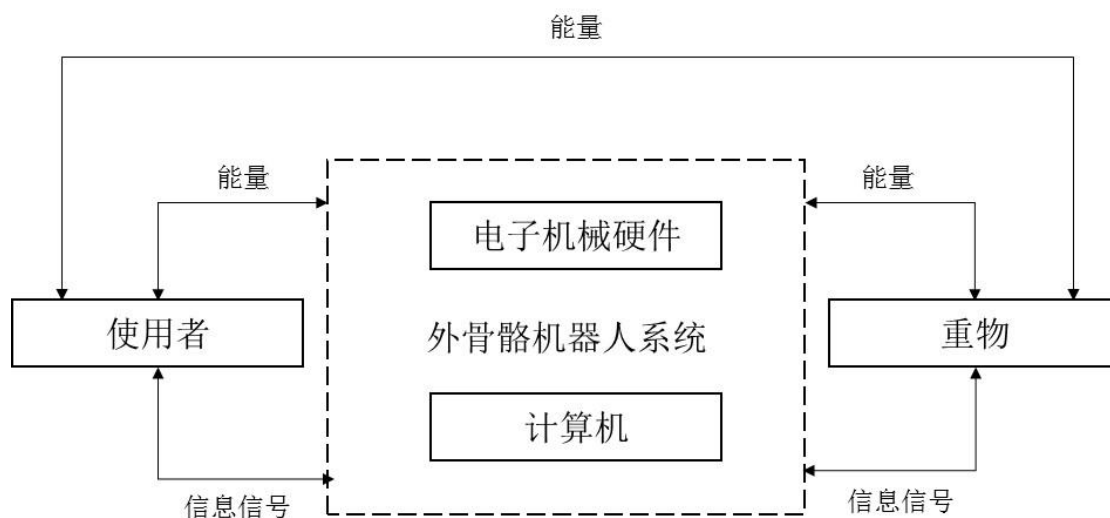 能量
能量
能量
电子机械硬件
使用者
外骨骼机器人系统
重物
计算机
信息信号
信息信号